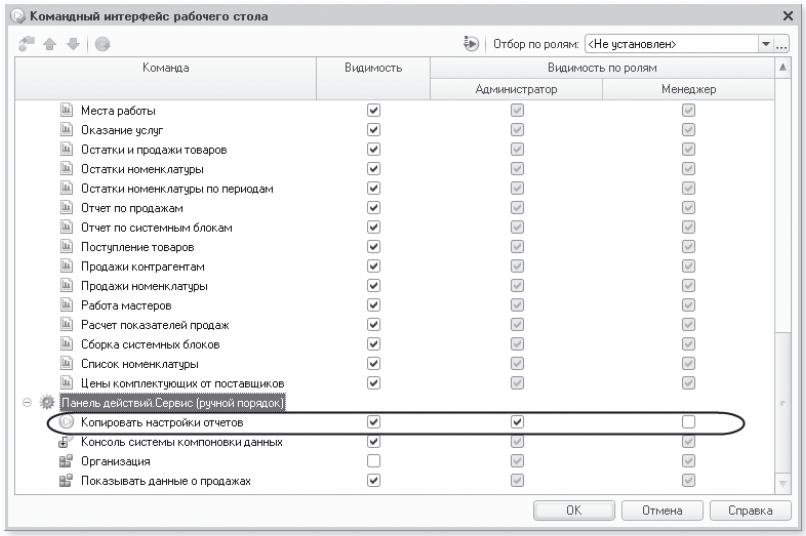 Командный интерфейс рабочего стола
Отбор по ролям: <Не установлен>
Команда Видимость Видимость по ролям
Администратор Менеджер
Места работы
Оказание услуг
Остатки и продажи товаров
Остатки номенклатуры
Остатки номенклатуры по периодам
Отчет по продажам
Отчет по системным блокам
Поступление товаров
Продажи контрагентам
Продажи номенклатуры
Работа мастеров
Расчет показателей продаж
Сборка системных блоков
Список номенклатуры
Цены комплектующих от поставщиков
Панель действий.Сервис (ручной порядок)
Копировать настройки отчетов
Консоль системы компоновки данных
Организация
Показывать данные о продажах
OK Отмена Справка